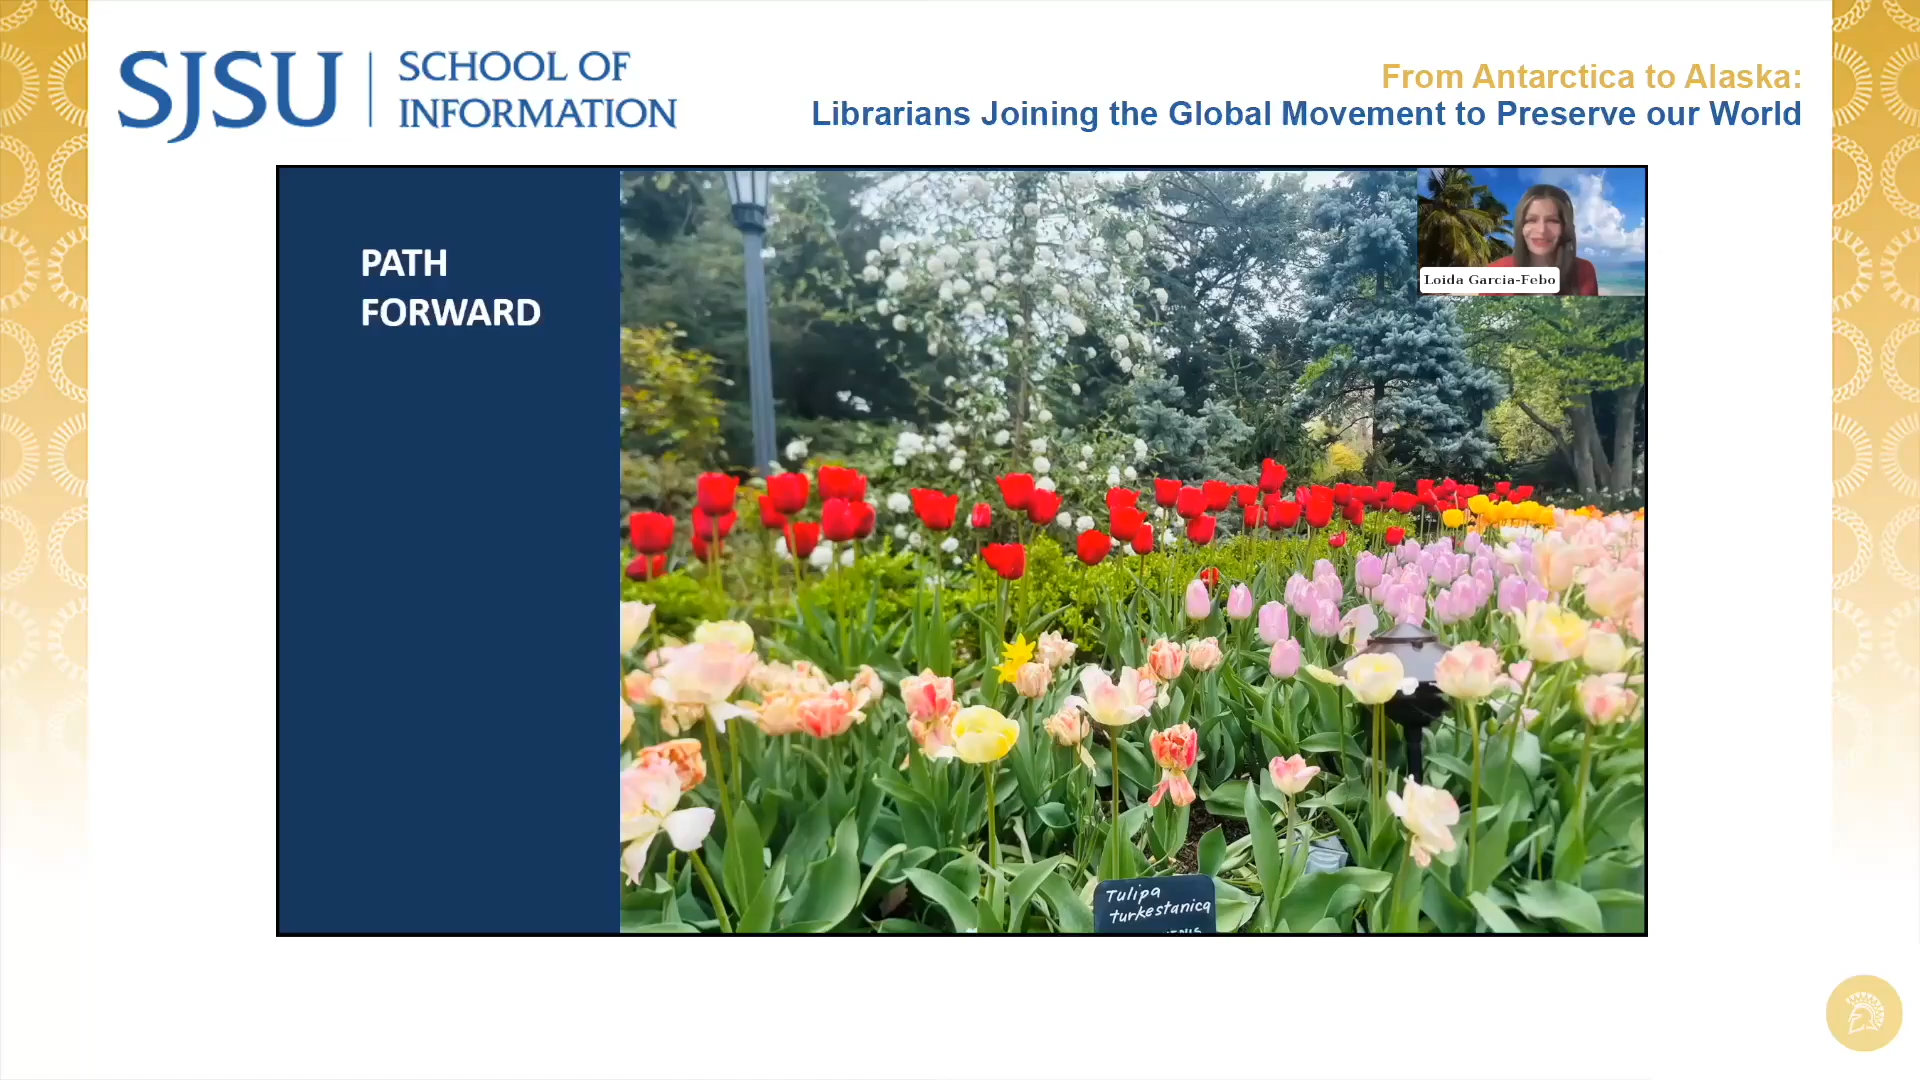 SJSU
SCHOOL OF
INFORMATION
From Antarctica to Alaska:
Librarians Joining the Global Movement to Preserve our World
PATH
FORWARD
Loida Garcia-Febo
Tulipa
turkestanica